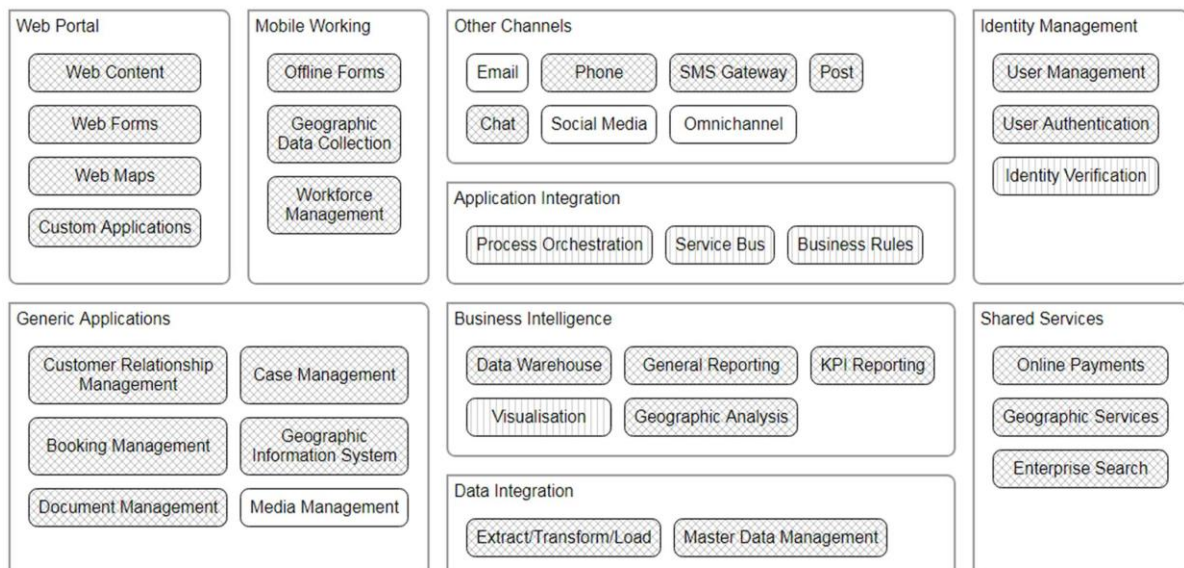 Web Portal
Web Content
Web Forms
Web Maps
Custom Applications
Mobile Working
Offline Forms
Geographic
Data Collection
Workforce
Management
Other Channels
Email
Phone
SMS Gateway
Post
Chat
Social Media
Omnichannel
Application Integration
Process Orchestration
Service Bus
Business Rules
Identity Management
User Management
User Authentication
Identity Verification
Generic Applications
Customer Relationship
Management
Case Management
Booking Management
Geographic
Information System
Document Management
Media Management
Business Intelligence
Data Warehouse
General Reporting
KPI Reporting
Visualisation
Geographic Analysis
Data Integration
Extract/Transform/Load
Master Data Management
Shared Services
Online Payments
Geographic Services
Enterprise Search